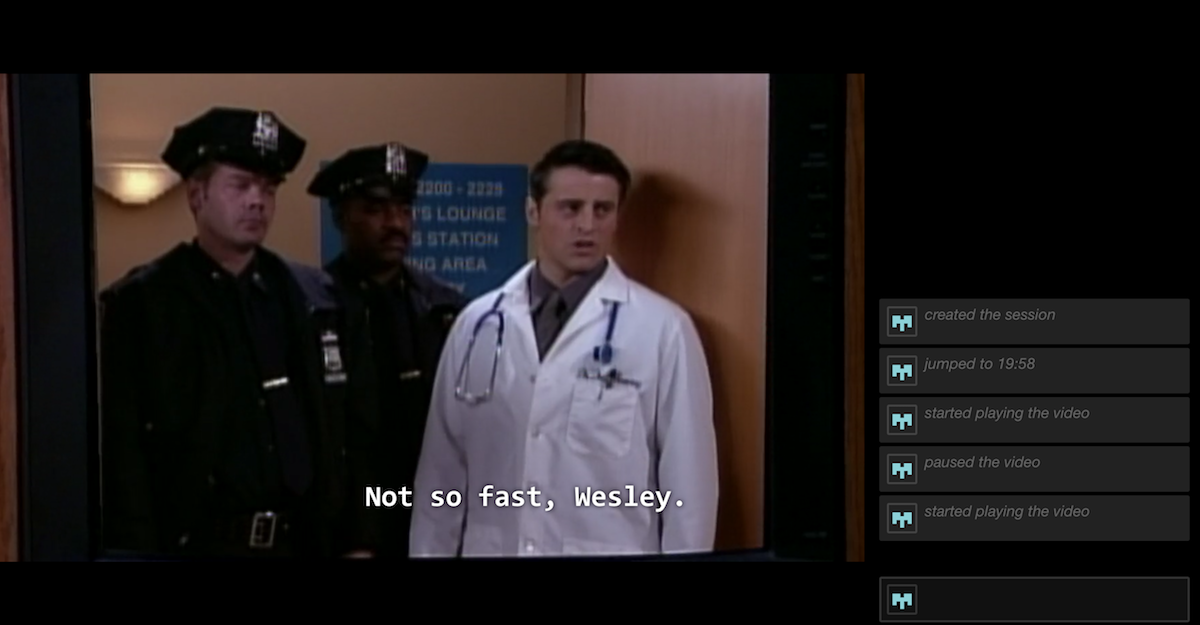 2200 - 2229
'S LOUNGE
S STATION
NG AREA
Not so fast, Wesley.
created the session
jumped to 19:58
started playing the video
paused the video
started playing the video